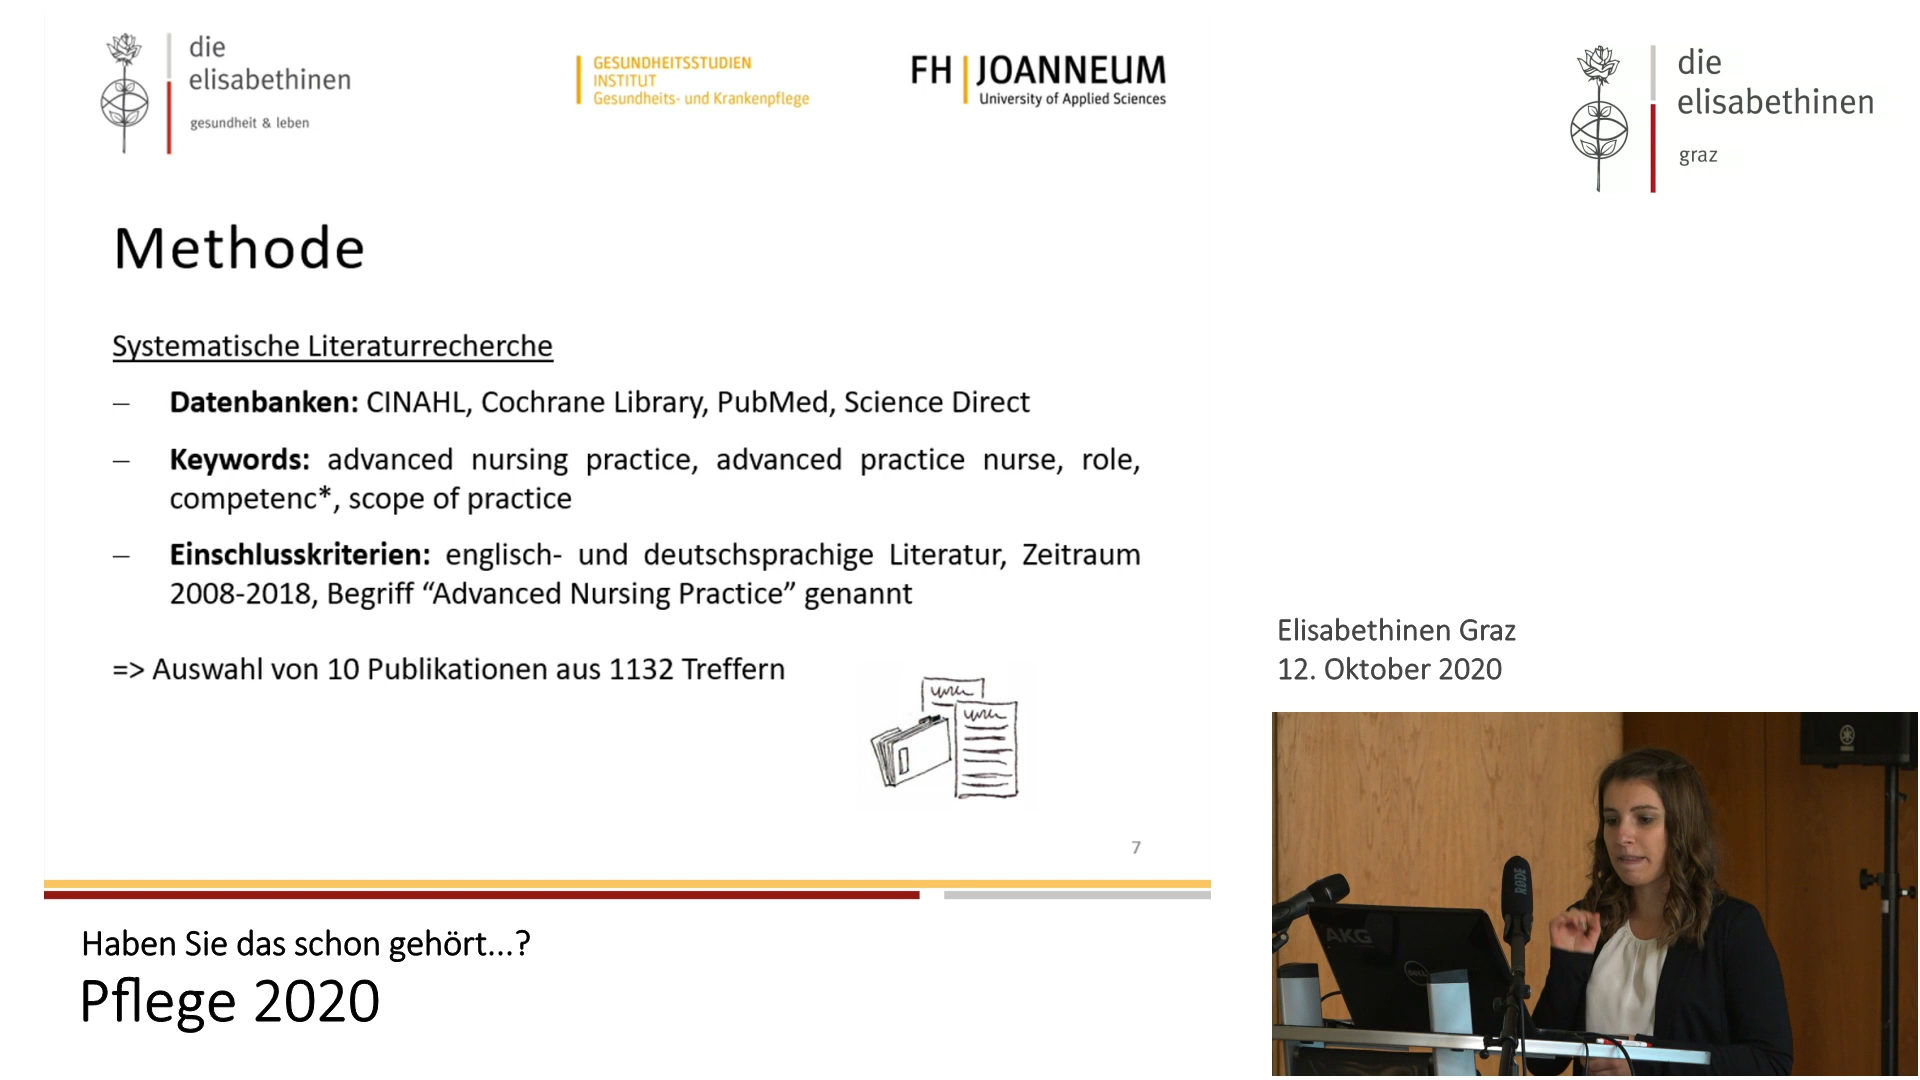 die
elisabethinen
gesundheit & leben
GESUNDHEITSSTUDIEN
INSTITUT
Gesundheits- und Krankenpflege
FH JOANNEUM
University of Applied Sciences
die
elisabethinen
graz
Methode
Systematische Literaturrecherche
– Datenbanken: CINAHL, Cochrane Library, PubMed, Science Direct
– Keywords: advanced nursing practice, advanced practice nurse, role,
competenc*, scope of practice
– Einschlusskriterien: englisch- und deutschsprachige Literatur, Zeitraum
2008-2018, Begriff “Advanced Nursing Practice” genannt
=> Auswahl von 10 Publikationen aus 1132 Treffern
7
Elisabethinen Graz
12. Oktober 2020
RØDE
AKG
DELL
Haben Sie das schon gehört...?
Pflege 2020